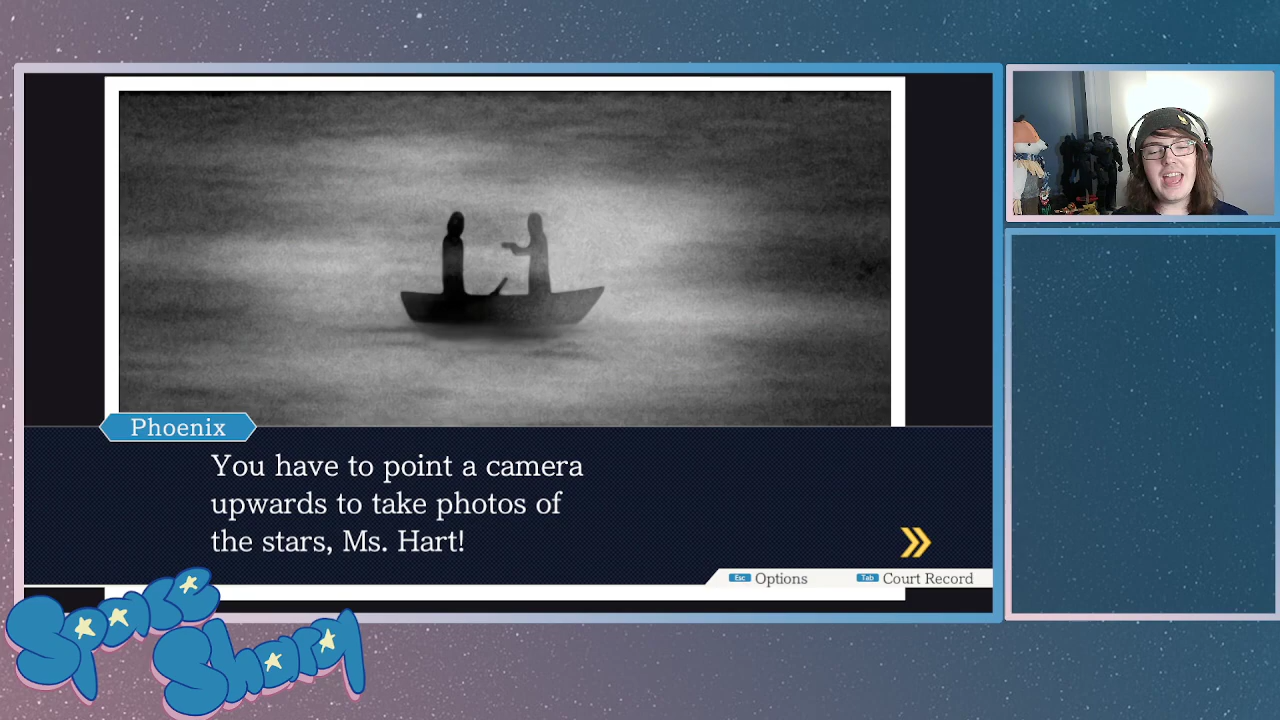 Phoenix
You have to point a camera
upwards to take photos of
the stars, Ms. Hart!
Esc Options
Tab Court Record
Space
Sharq